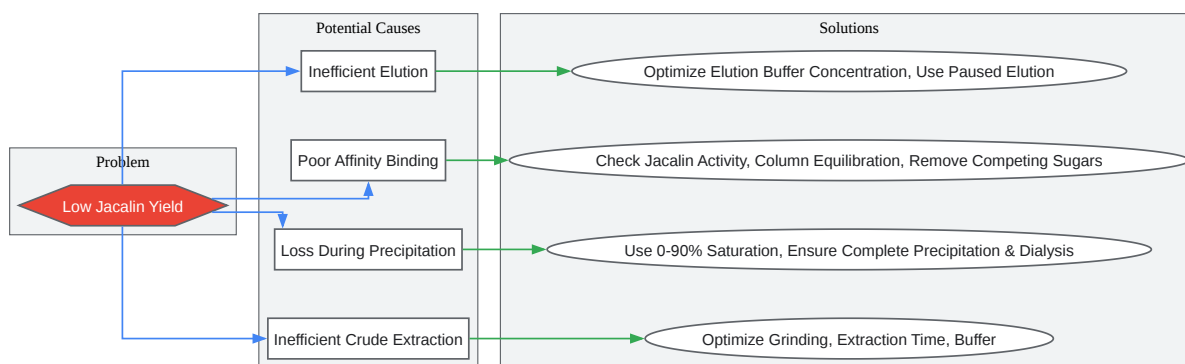 Potential Causes
Solutions
Inefficient Elution
Optimize Elution Buffer Concentration, Use Paused Elution
Problem
Poor Affinity Binding
Check Jacalin Activity, Column Equilibration, Remove Competing Sugars
Low Jacalin Yield
Loss During Precipitation
Use 0-90% Saturation, Ensure Complete Precipitation & Dialysis
Inefficient Crude Extraction
Optimize Grinding, Extraction Time, Buffer